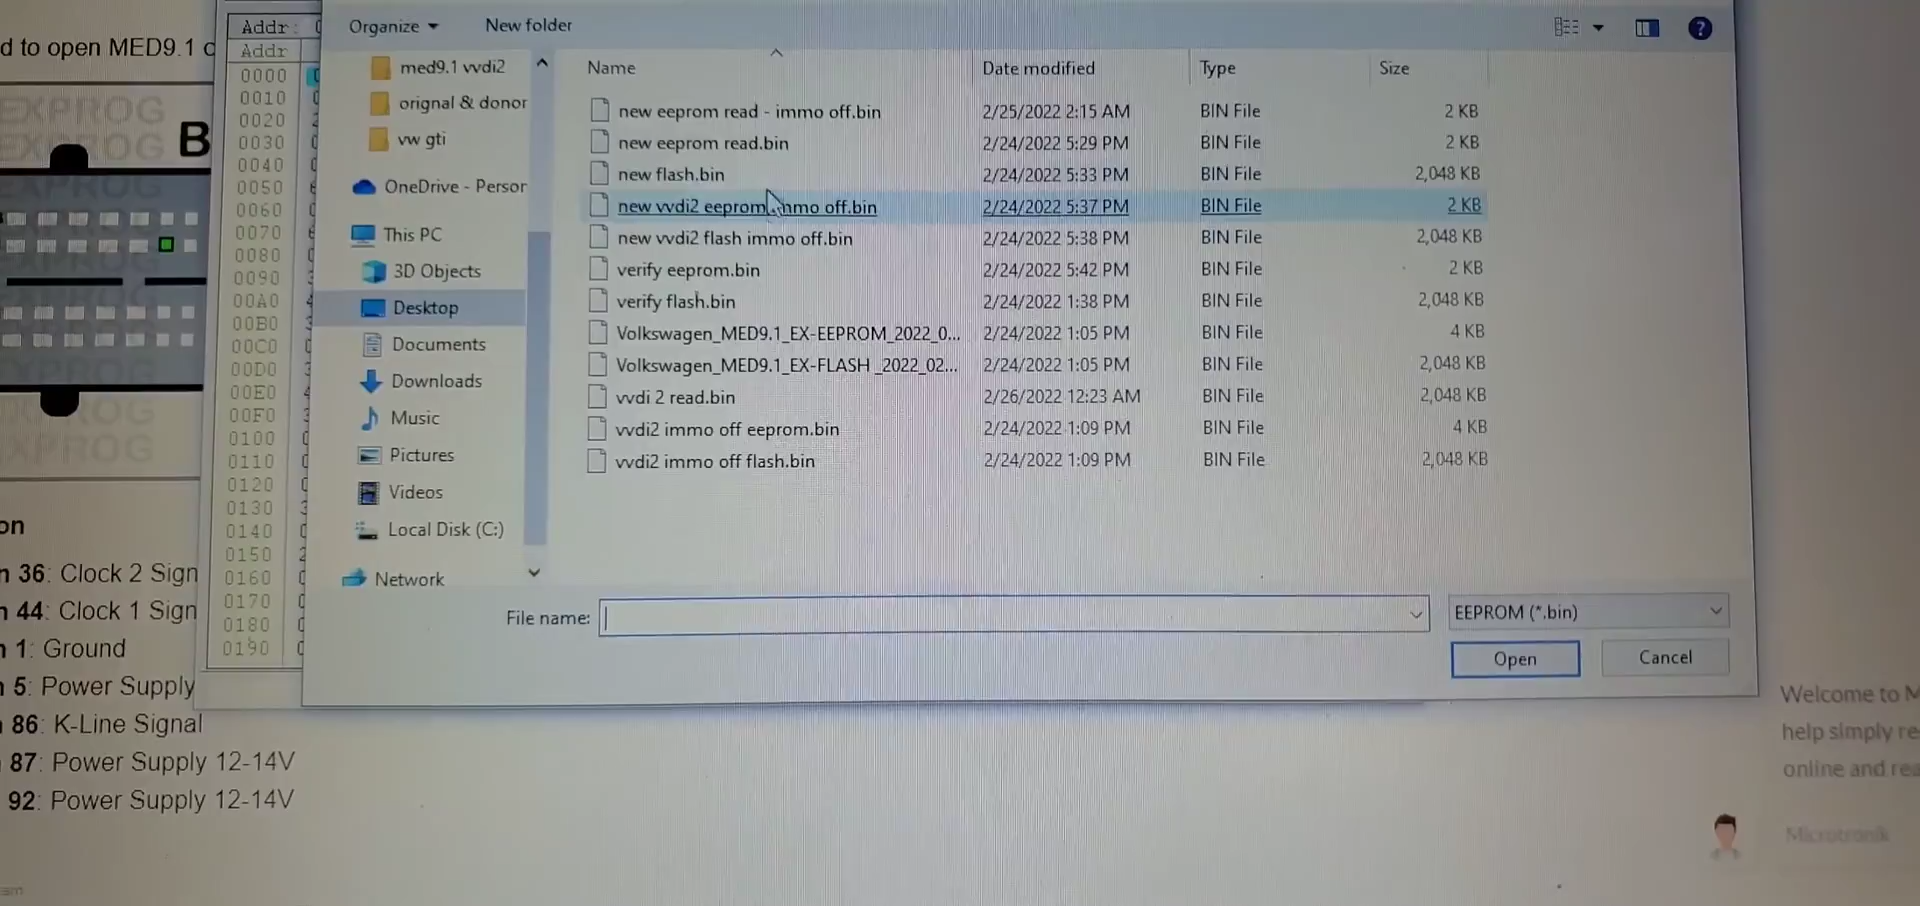 d to open MED9.1
EXPROG
B
Addr:
Addr
0000
0010
0020
0030
0040
0050
0060
0070
0080
0090
00A0
00B0
00C0
00D0
00E0
00F0
0100
0110
0120
0130
0140
0150
0160
0170
0180
0190
Organize
New folder
med9.1 vvdi2
orignal & donor
vw gti
OneDrive - Person
This PC
3D Objects
Desktop
Documents
Downloads
Music
Pictures
Videos
Local Disk (C:)
Network
Name Date modified Type Size
new eeprom read - immo off.bin 2/25/2022 2:15 AM BIN File 2 KB
new eeprom read.bin 2/24/2022 5:29 PM BIN File 2 KB
new flash.bin 2/24/2022 5:33 PM BIN File 2,048 KB
new vvdi2 eeprom immo off.bin 2/24/2022 5:37 PM BIN File 2 KB
new vvdi2 flash immo off.bin 2/24/2022 5:38 PM BIN File 2,048 KB
verify eeprom.bin 2/24/2022 5:42 PM BIN File 2 KB
verify flash.bin 2/24/2022 1:38 PM BIN File 2,048 KB
Volkswagen_MED9.1_EX-EEPROM_2022_0... 2/24/2022 1:05 PM BIN File 4 KB
Volkswagen_MED9.1_EX-FLASH _2022_02... 2/24/2022 1:05 PM BIN File 2,048 KB
vvdi 2 read.bin 2/26/2022 12:23 AM BIN File 2,048 KB
vvdi2 immo off eeprom.bin 2/24/2022 1:09 PM BIN File 4 KB
vvdi2 immo off flash.bin 2/24/2022 1:09 PM BIN File 2,048 KB
File name:
EEPROM (*.bin)
Open
Cancel
on
n 36: Clock 2 Sign
n 44: Clock 1 Sign
n 1: Ground
n 5: Power Supply
86: K-Line Signal
87: Power Supply 12-14V
92: Power Supply 12-14V
Welcome to M
help simply re
online and rea
Microtronik